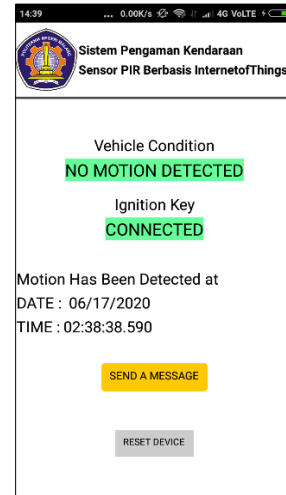 14:39 ... 0.00K/s 4G VoLTE
Sistem Pengaman Kendaraan
Sensor PIR Berbasis InternetofThings
Vehicle Condition
NO MOTION DETECTED
Ignition Key
CONNECTED
Motion Has Been Detected at
DATE : 06/17/2020
TIME : 02:38:38.590
SEND A MESSAGE
RESET DEVICE